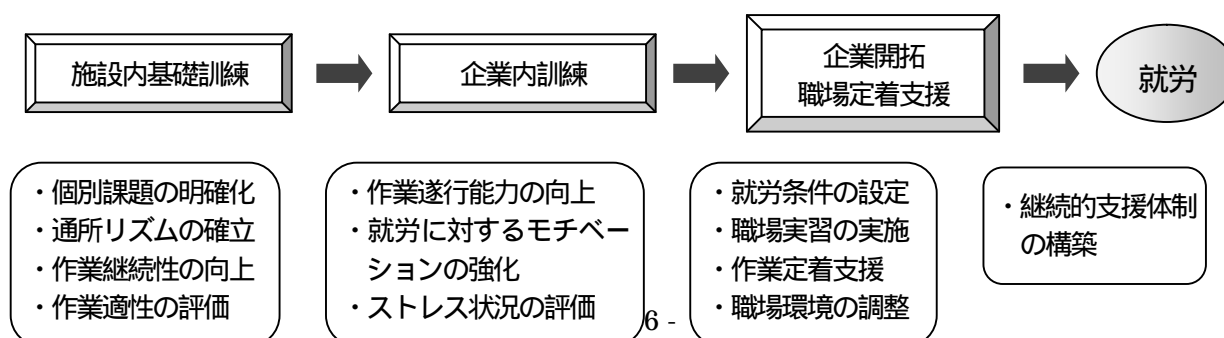 施設内基礎訓練
企業内訓練
企業開拓
職場定着支援
就労
・個別課題の明確化
・通所リズムの確立
・作業継続性の向上
・作業適性の評価
・作業遂行能力の向上
・就労に対するモチベー
ションの強化
・ストレス状況の評価
・就労条件の設定
・職場実習の実施
・作業定着支援
・職場環境の調整
・継続的支援体制
の構築
6 -